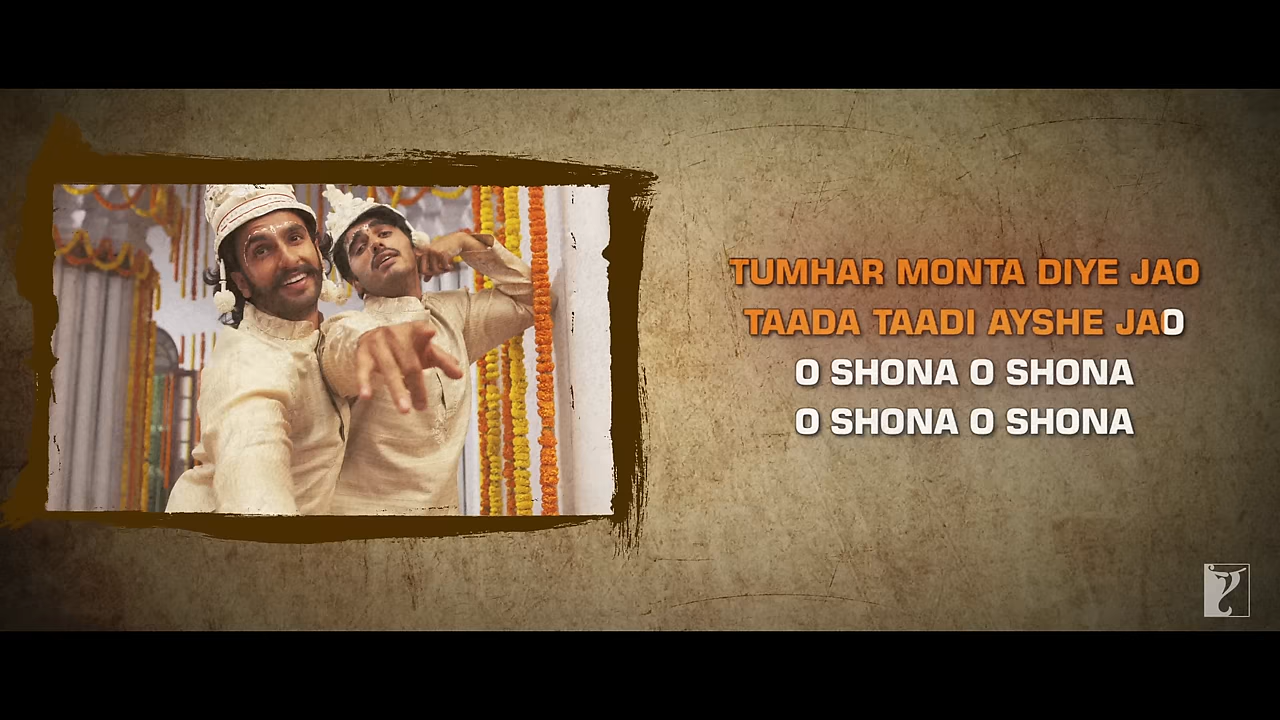 TUMHAR MONTA DIYE JAO
TAADA TAADI AYSHE JAO
O SHONA O SHONA
O SHONA O SHONA